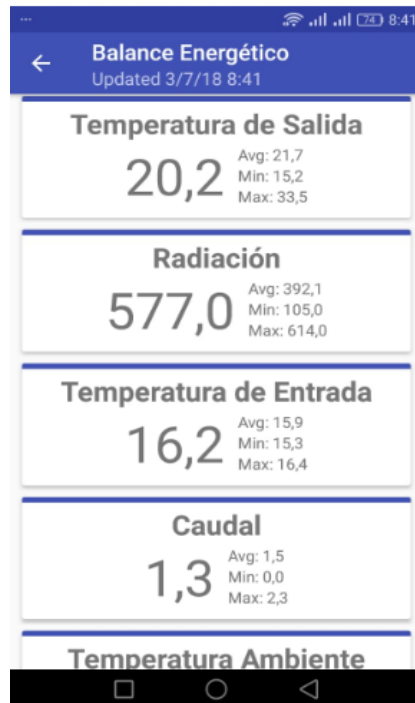 ... 74 8:41
Balance Energético
Updated 3/7/18 8:41
Temperatura de Salida
20,2
Avg: 21,7
Min: 15,2
Max: 33,5
Radiación
577,0
Avg: 392,1
Min: 105,0
Max: 614,0
Temperatura de Entrada
16,2
Avg: 15,9
Min: 15,3
Max: 16,4
Caudal
1,3
Avg: 1,5
Min: 0,0
Max: 2,3
Temperatura Ambiente